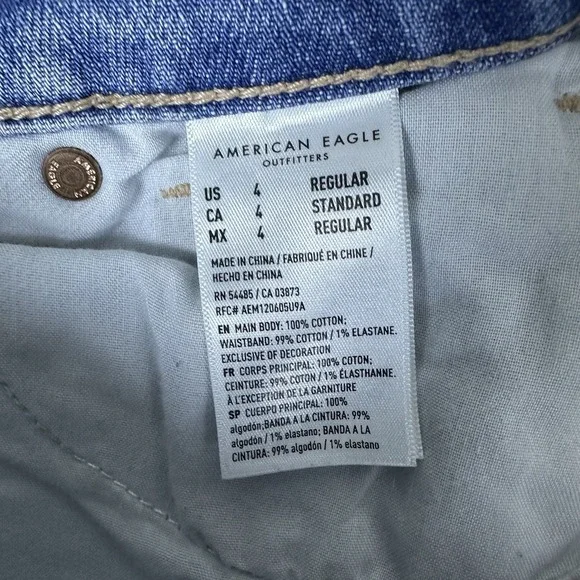 AMERICAN EAGLE
OUTFITTERS
US 4 REGULAR
CA 4 STANDARD
MX 4 REGULAR
MADE IN CHINA / FABRIQUÉ EN CHINE /
HECHO EN CHINA
RN 54485 / CA 03873
RFC# AEM120605U9A
EN MAIN BODY: 100% COTTON;
WAISTBAND: 99% COTTON / 1% ELASTANE.
EXCLUSIVE OF DECORATION
FR CORPS PRINCIPAL: 100% COTON;
CEINTURE: 99% COTON / 1% ÉLASTHANNE.
À L'EXCEPTION DE LA GARNITURE
SP CUERPO PRINCIPAL: 100%
algodón;BANDA A LA CINTURA: 99%
algodón / 1% elastano; BANDA A LA
CINTURA: 99% algodón / 1% elastano
AMERICAN EAGLE